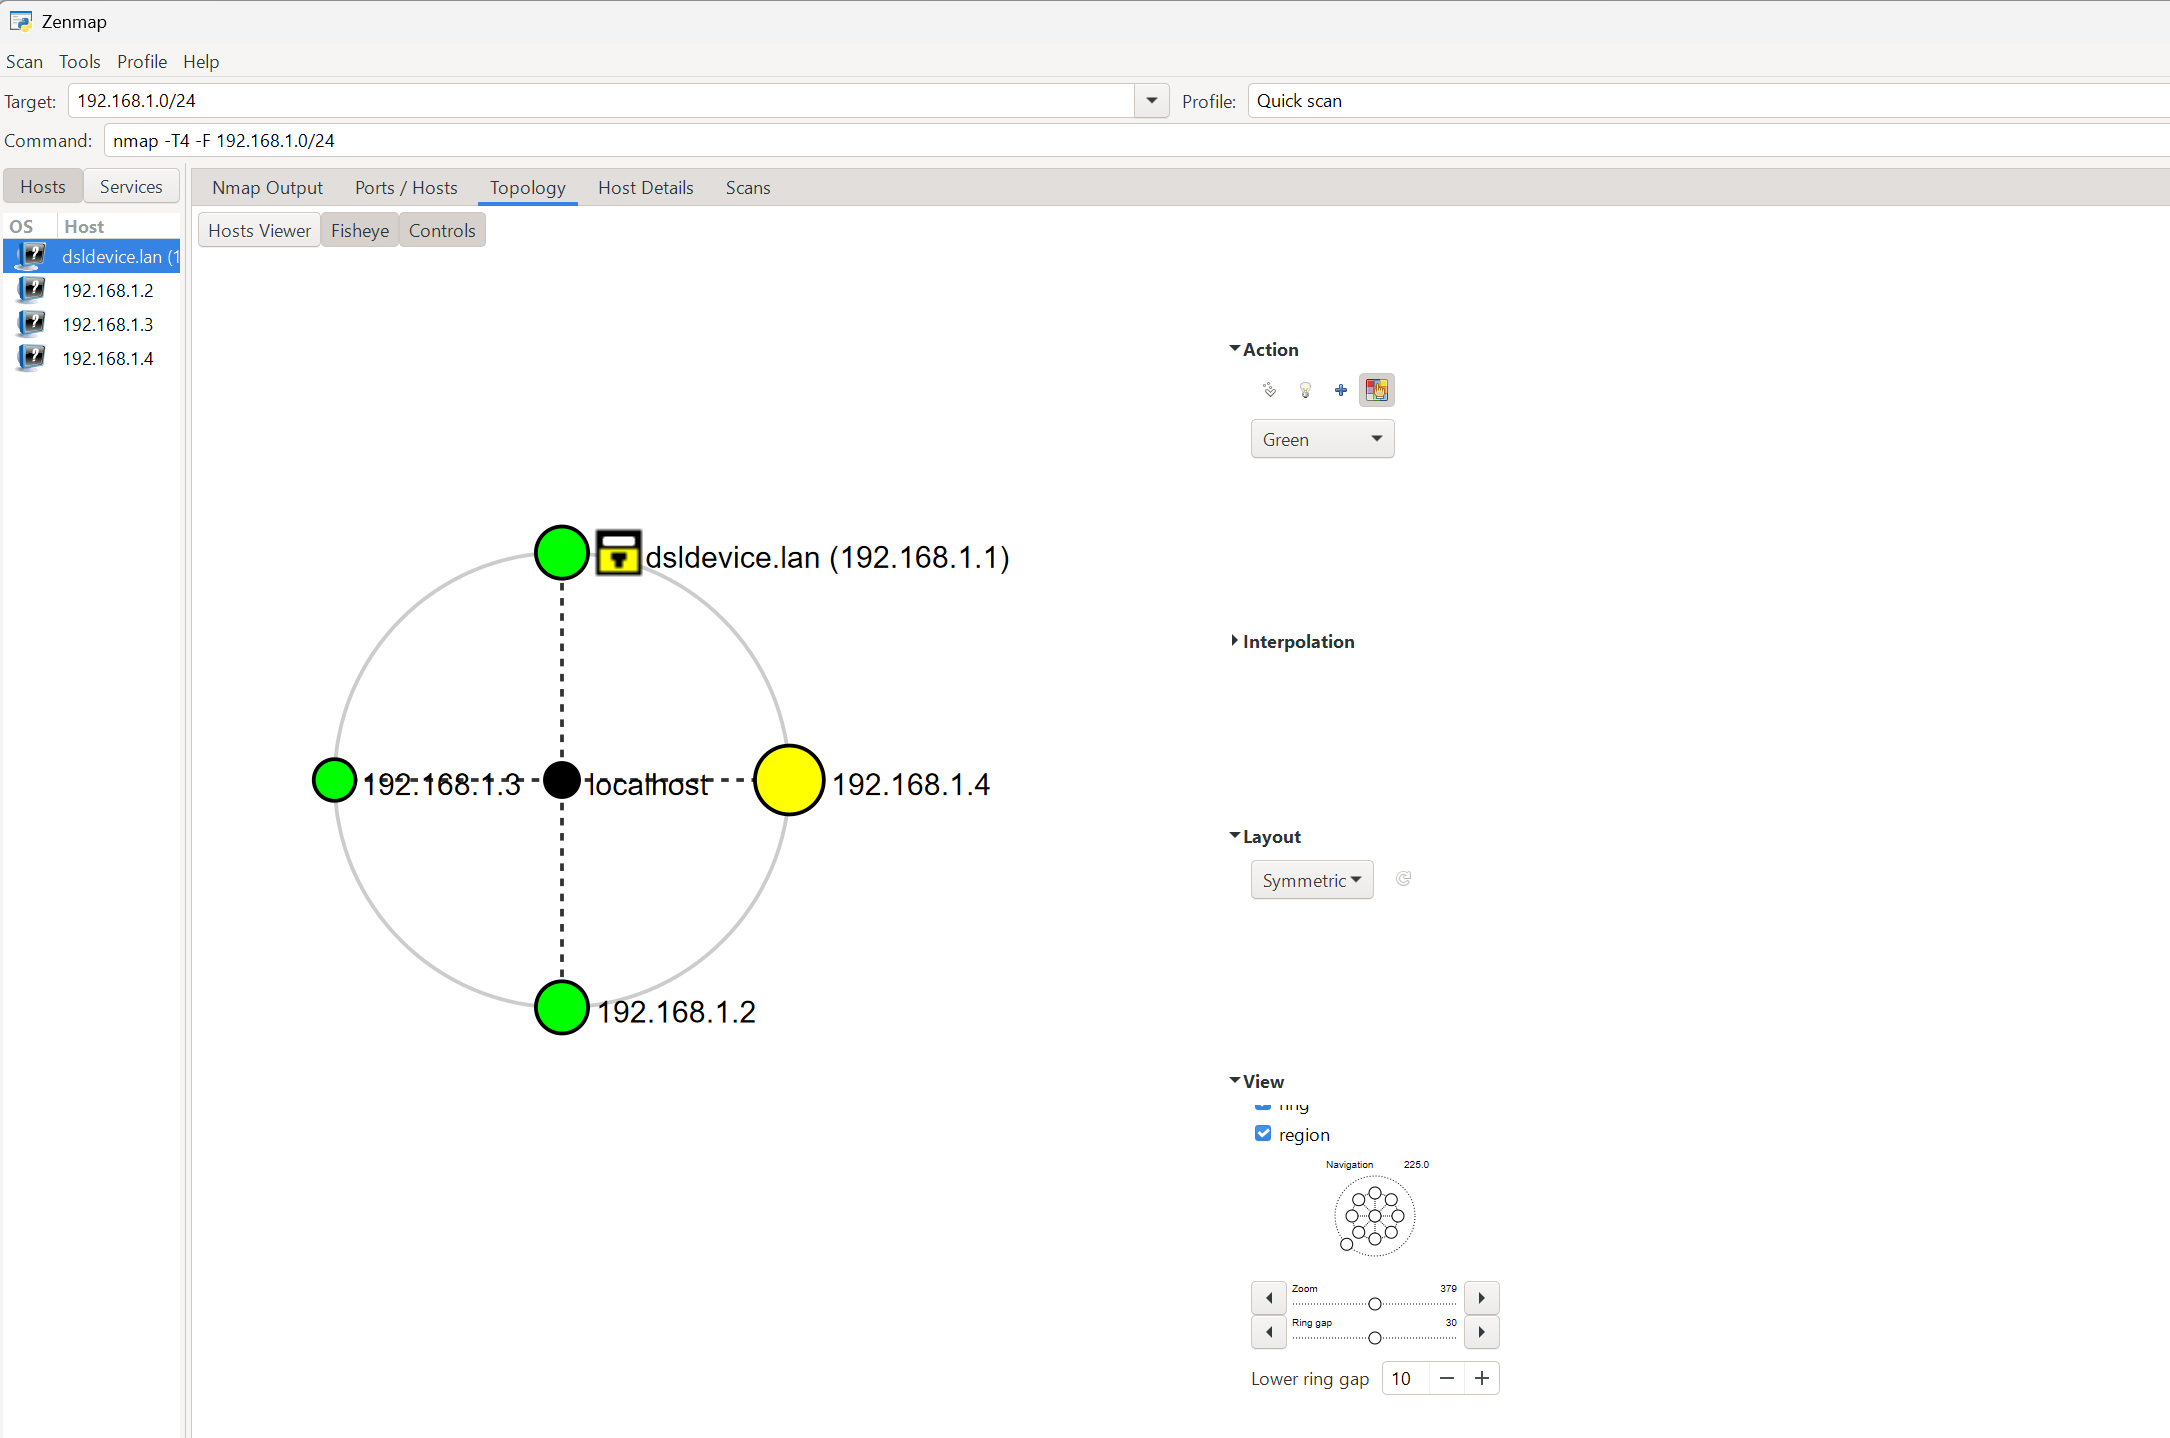 Zenmap
Scan Tools Profile Help
Target: 192.168.1.0/24 Profile: Quick scan
Command: nmap -T4 -F 192.168.1.0/24
Hosts Services
Nmap Output Ports / Hosts Topology Host Details Scans
OS Host
Hosts Viewer Fisheye Controls
dsldevice.lan (1
192.168.1.2
192.168.1.3
192.168.1.4
Action
Green
dsldevice.lan (192.168.1.1)
Interpolation
192.168.1.3 localhost 192.168.1.4
Layout
Symmetric
192.168.1.2
View
ring
region
Navigation 225.0
Zoom 379
Ring gap 30
Lower ring gap 10